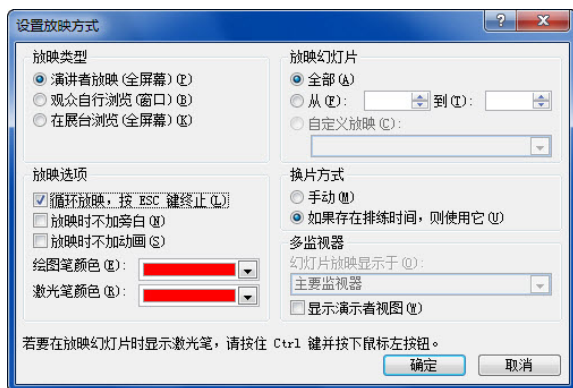 设置放映方式
放映类型
演讲者放映(全屏幕)(P)
观众自行浏览(窗口)(B)
在展台浏览(全屏幕)(K)
放映选项
循环放映，按 ESC 键终止(L)
放映时不加旁白(N)
放映时不加动画(S)
绘图笔颜色(E)：
激光笔颜色(R)：
放映幻灯片
全部(A)
从(F)： 到(T)：
自定义放映(C)：
换片方式
手动(M)
如果存在排练时间，则使用它(U)
多监视器
幻灯片放映显示于(O)：
主要监视器
显示演示者视图(W)
若要在放映幻灯片时显示激光笔，请按住 Ctrl 键并按下鼠标左按钮。
确定 取消